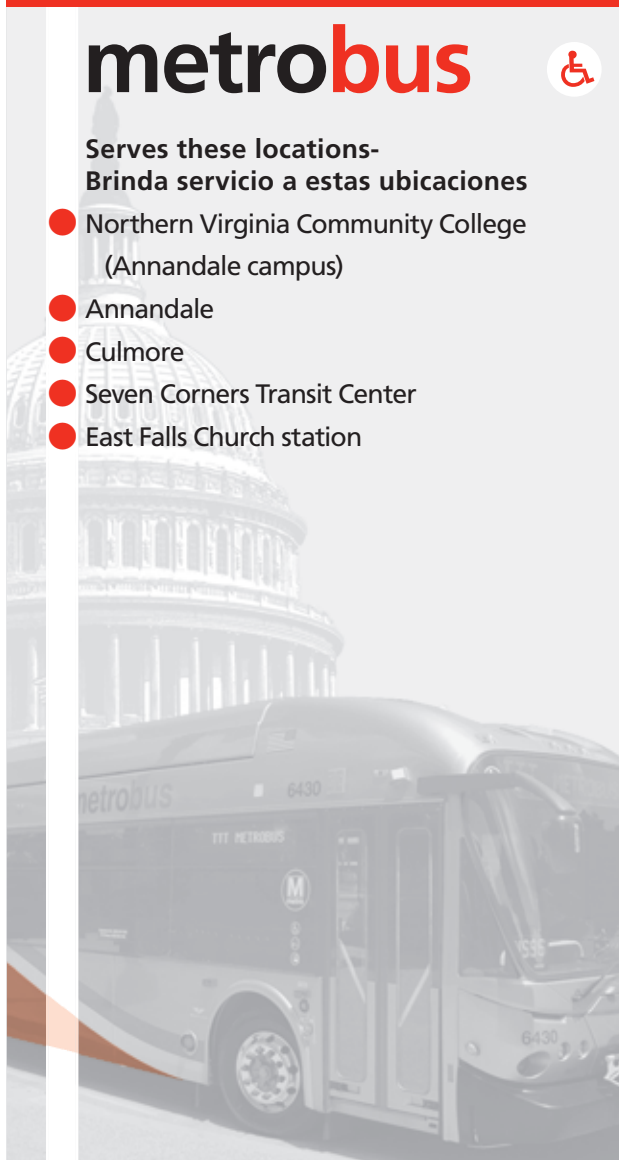 metrobus
Serves these locations-
Brinda servicio a estas ubicaciones
Northern Virginia Community College
(Annandale campus)
Annandale
Culmore
Seven Corners Transit Center
East Falls Church station
metrobus
6430
TYT METROBUS
M
6430